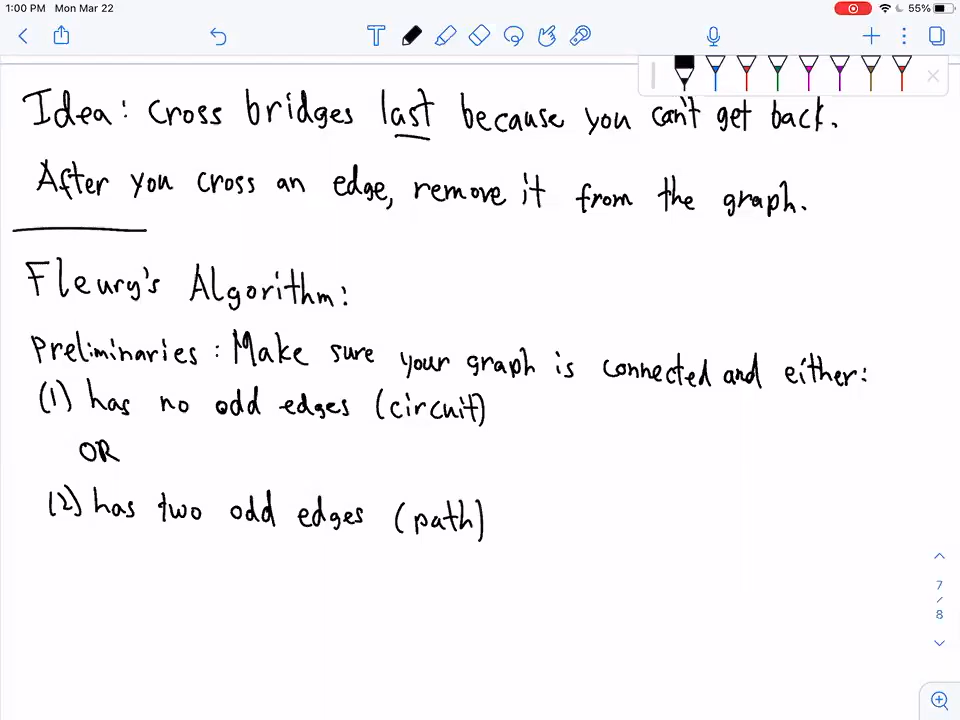 1:00 PM Mon Mar 22
55%
Idea: Cross bridges last because you can't get back.
After you cross an edge, remove it from the graph.
Fleury's Algorithm:
Preliminaries: Make sure your graph is connected and either:
(1) has no odd edges (circuit)
OR
(2) has two odd edges (path)
7
/
8